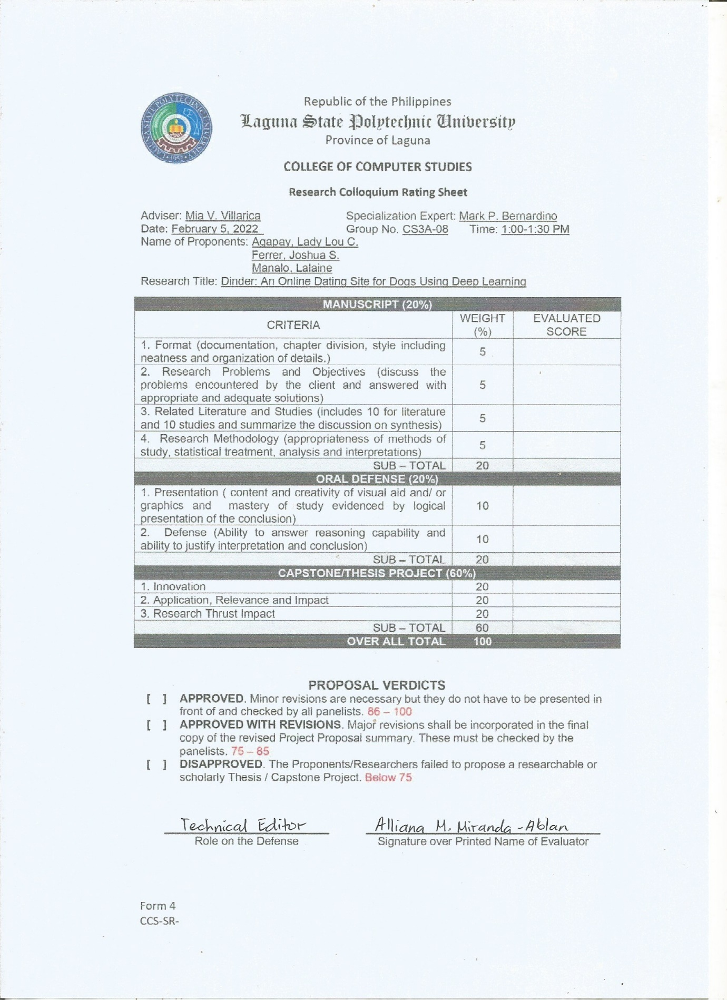 LAGUNA STATE POLYTECHNIC UNIVERSITY
1952
Republic of the Philippines
Laguna State Polytechnic University
Province of Laguna
COLLEGE OF COMPUTER STUDIES
Research Colloquium Rating Sheet
Adviser: Mia V. Villarica Specialization Expert: Mark P. Bernardino
Date: February 5, 2022 Group No. CS3A-08 Time: 1:00-1:30 PM
Name of Proponents: Agapay, Lady Lou C.
Ferrer, Joshua S.
Manalo, Lalaine
Research Title: Dinder: An Online Dating Site for Dogs Using Deep Learning
MANUSCRIPT (20%)
CRITERIA WEIGHT (%) EVALUATED SCORE
1. Format (documentation, chapter division, style including
neatness and organization of details.) 5
2. Research Problems and Objectives (discuss the
problems encountered by the client and answered with 5
appropriate and adequate solutions)
3. Related Literature and Studies (includes 10 for literature
and 10 studies and summarize the discussion on synthesis) 5
4. Research Methodology (appropriateness of methods of
study, statistical treatment, analysis and interpretations) 5
SUB – TOTAL 20
ORAL DEFENSE (20%)
1. Presentation ( content and creativity of visual aid and/ or
graphics and mastery of study evidenced by logical 10
presentation of the conclusion)
2. Defense (Ability to answer reasoning capability and
ability to justify interpretation and conclusion) 10
SUB – TOTAL 20
CAPSTONE/THESIS PROJECT (60%)
1. Innovation 20
2. Application, Relevance and Impact 20
3. Research Thrust Impact 20
SUB – TOTAL 60
OVER ALL TOTAL 100
PROPOSAL VERDICTS
[ ] APPROVED. Minor revisions are necessary but they do not have to be presented in
front of and checked by all panelists. 86 – 100
[ ] APPROVED WITH REVISIONS. Major revisions shall be incorporated in the final
copy of the revised Project Proposal summary. These must be checked by the
panelists. 75 – 85
[ ] DISAPPROVED. The Proponents/Researchers failed to propose a researchable or
scholarly Thesis / Capstone Project. Below 75
Technical Editor Alliana M. Miranda-Ablan
Role on the Defense Signature over Printed Name of Evaluator
Form 4
CCS-SR-